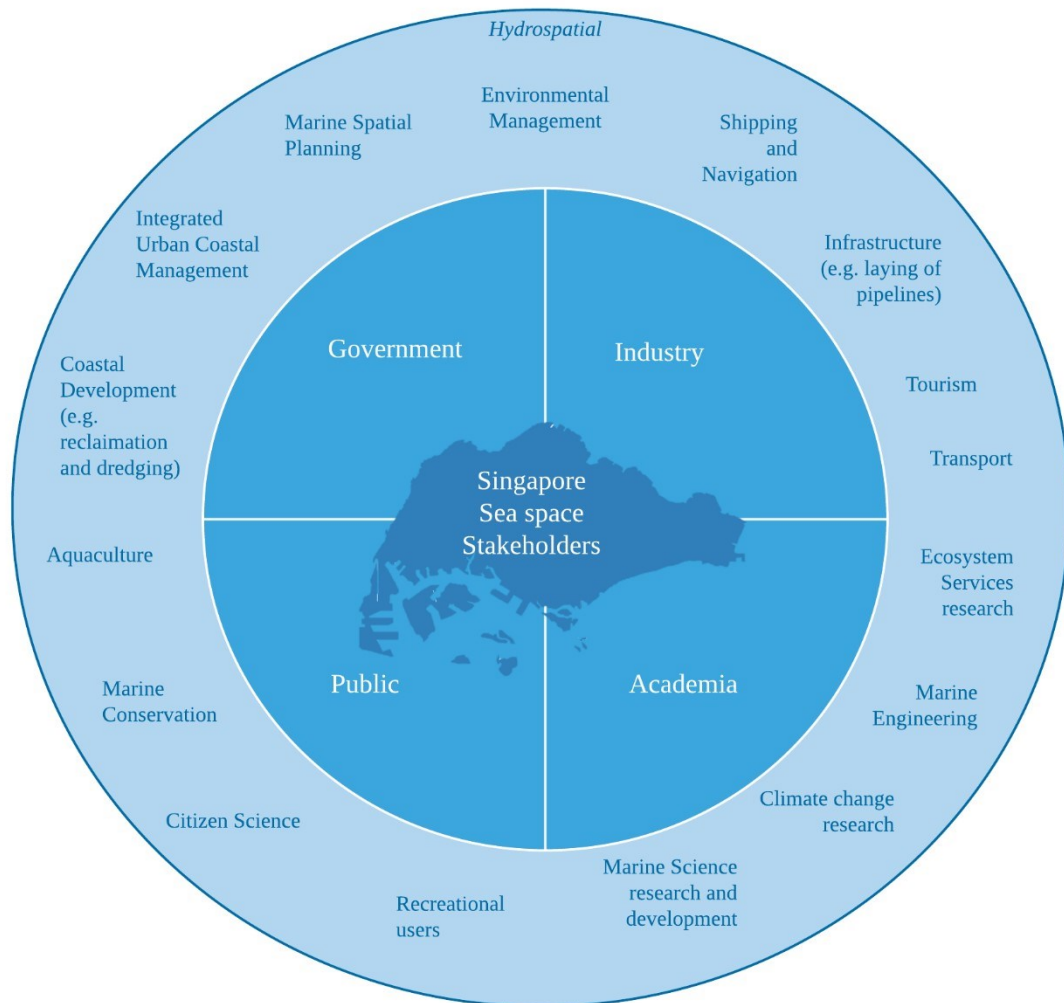 Hydrospatial
Environmental
Management
Marine Spatial
Planning
Shipping
and
Navigation
Integrated
Urban Coastal
Management
Infrastructure
(e.g. laying of
pipelines)
Government
Industry
Coastal
Development
(e.g.
reclaimation
and dredging)
Tourism
Transport
Singapore
Sea space
Stakeholders
Aquaculture
Ecosystem
Services
research
Public
Academia
Marine
Conservation
Marine
Engineering
Citizen Science
Climate change
research
Recreational
users
Marine Science
research and
development